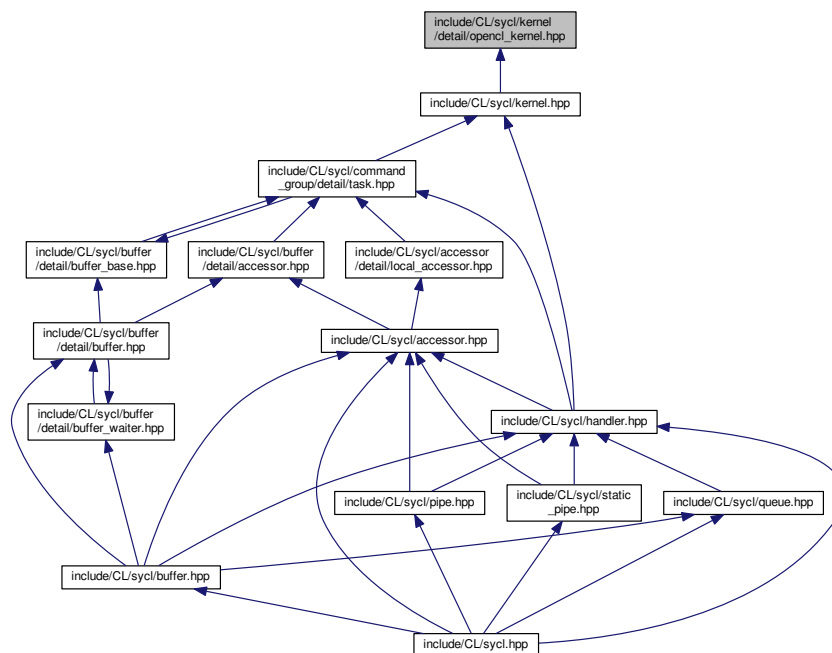 include/CL/sycl/kernel
/detail/opencl_kernel.hpp
include/CL/sycl/kernel.hpp
include/CL/sycl/command
_group/detail/task.hpp
include/CL/sycl/buffer
/detail/buffer_base.hpp
include/CL/sycl/buffer
/detail/accessor.hpp
include/CL/sycl/accessor
/detail/local_accessor.hpp
include/CL/sycl/buffer
/detail/buffer.hpp
include/CL/sycl/accessor.hpp
include/CL/sycl/buffer
/detail/buffer_waiter.hpp
include/CL/sycl/handler.hpp
include/CL/sycl/pipe.hpp
include/CL/sycl/static
_pipe.hpp
include/CL/sycl/queue.hpp
include/CL/sycl/buffer.hpp
include/CL/sycl.hpp